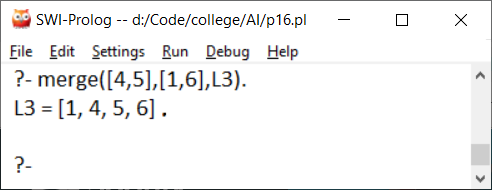 SWI-Prolog -- d:/Code/college/AI/p16.pl
File Edit Settings Run Debug Help
?- merge([4,5],[1,6],L3).
L3 = [1, 4, 5, 6] .
?-